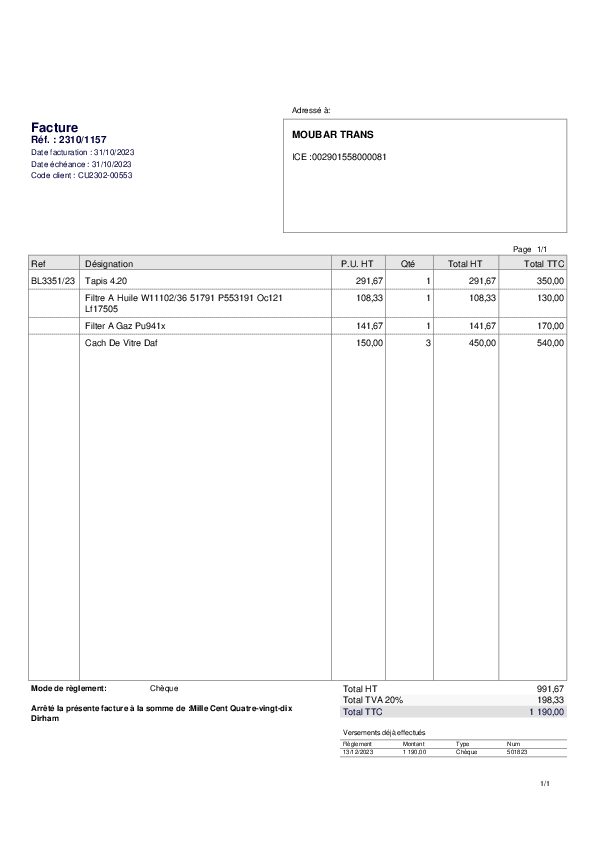 Adressé à:
Facture
Réf. : 2310/1157
Date facturation : 31/10/2023
Date échéance : 31/10/2023
Code client : CU2302-00553
MOUBAR TRANS
ICE :002901558000081
Page 1/1
Ref Désignation P.U. HT Qté Total HT Total TTC
BL3351/23 Tapis 4.20 291,67 1 291,67 350,00
Filtre A Huile W11102/36 51791 P553191 Oc121 108,33 1 108,33 130,00
Lf17505
Filter A Gaz Pu941x 141,67 1 141,67 170,00
Cach De Vitre Daf 150,00 3 450,00 540,00
Mode de règlement: Chèque
Total HT 991,67
Total TVA 20% 198,33
Total TTC 1 190,00
Arrêté la présente facture à la somme de :Mille Cent Quatre-vingt-dix
Dirham
Versements déjà effectués
Règlement Montant Type Num
13/12/2023 1 190,00 Chèque 501823
1/1